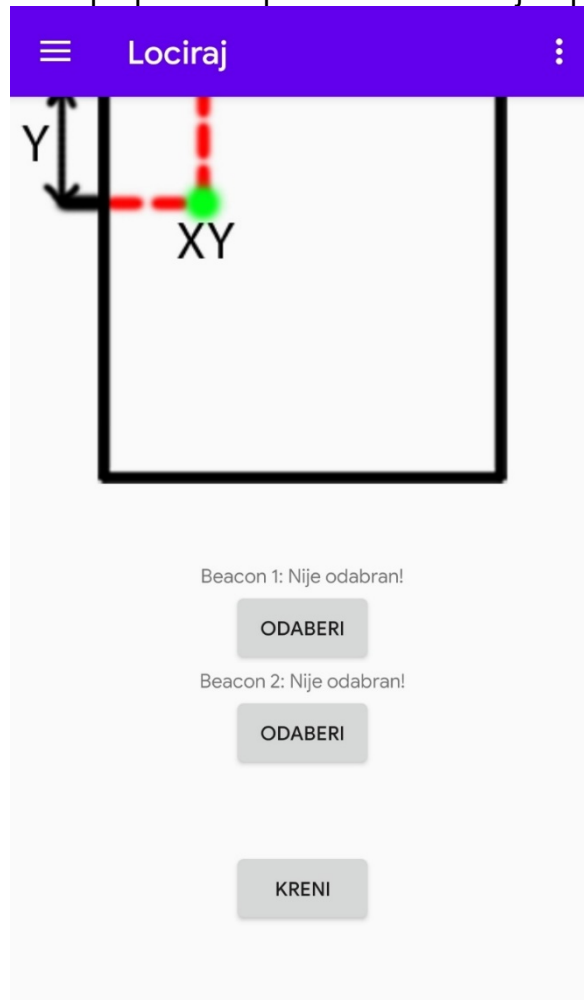 Lociraj
Y
XY
Beacon 1: Nije odabran!
ODABERI
Beacon 2: Nije odabran!
ODABERI
KRENI